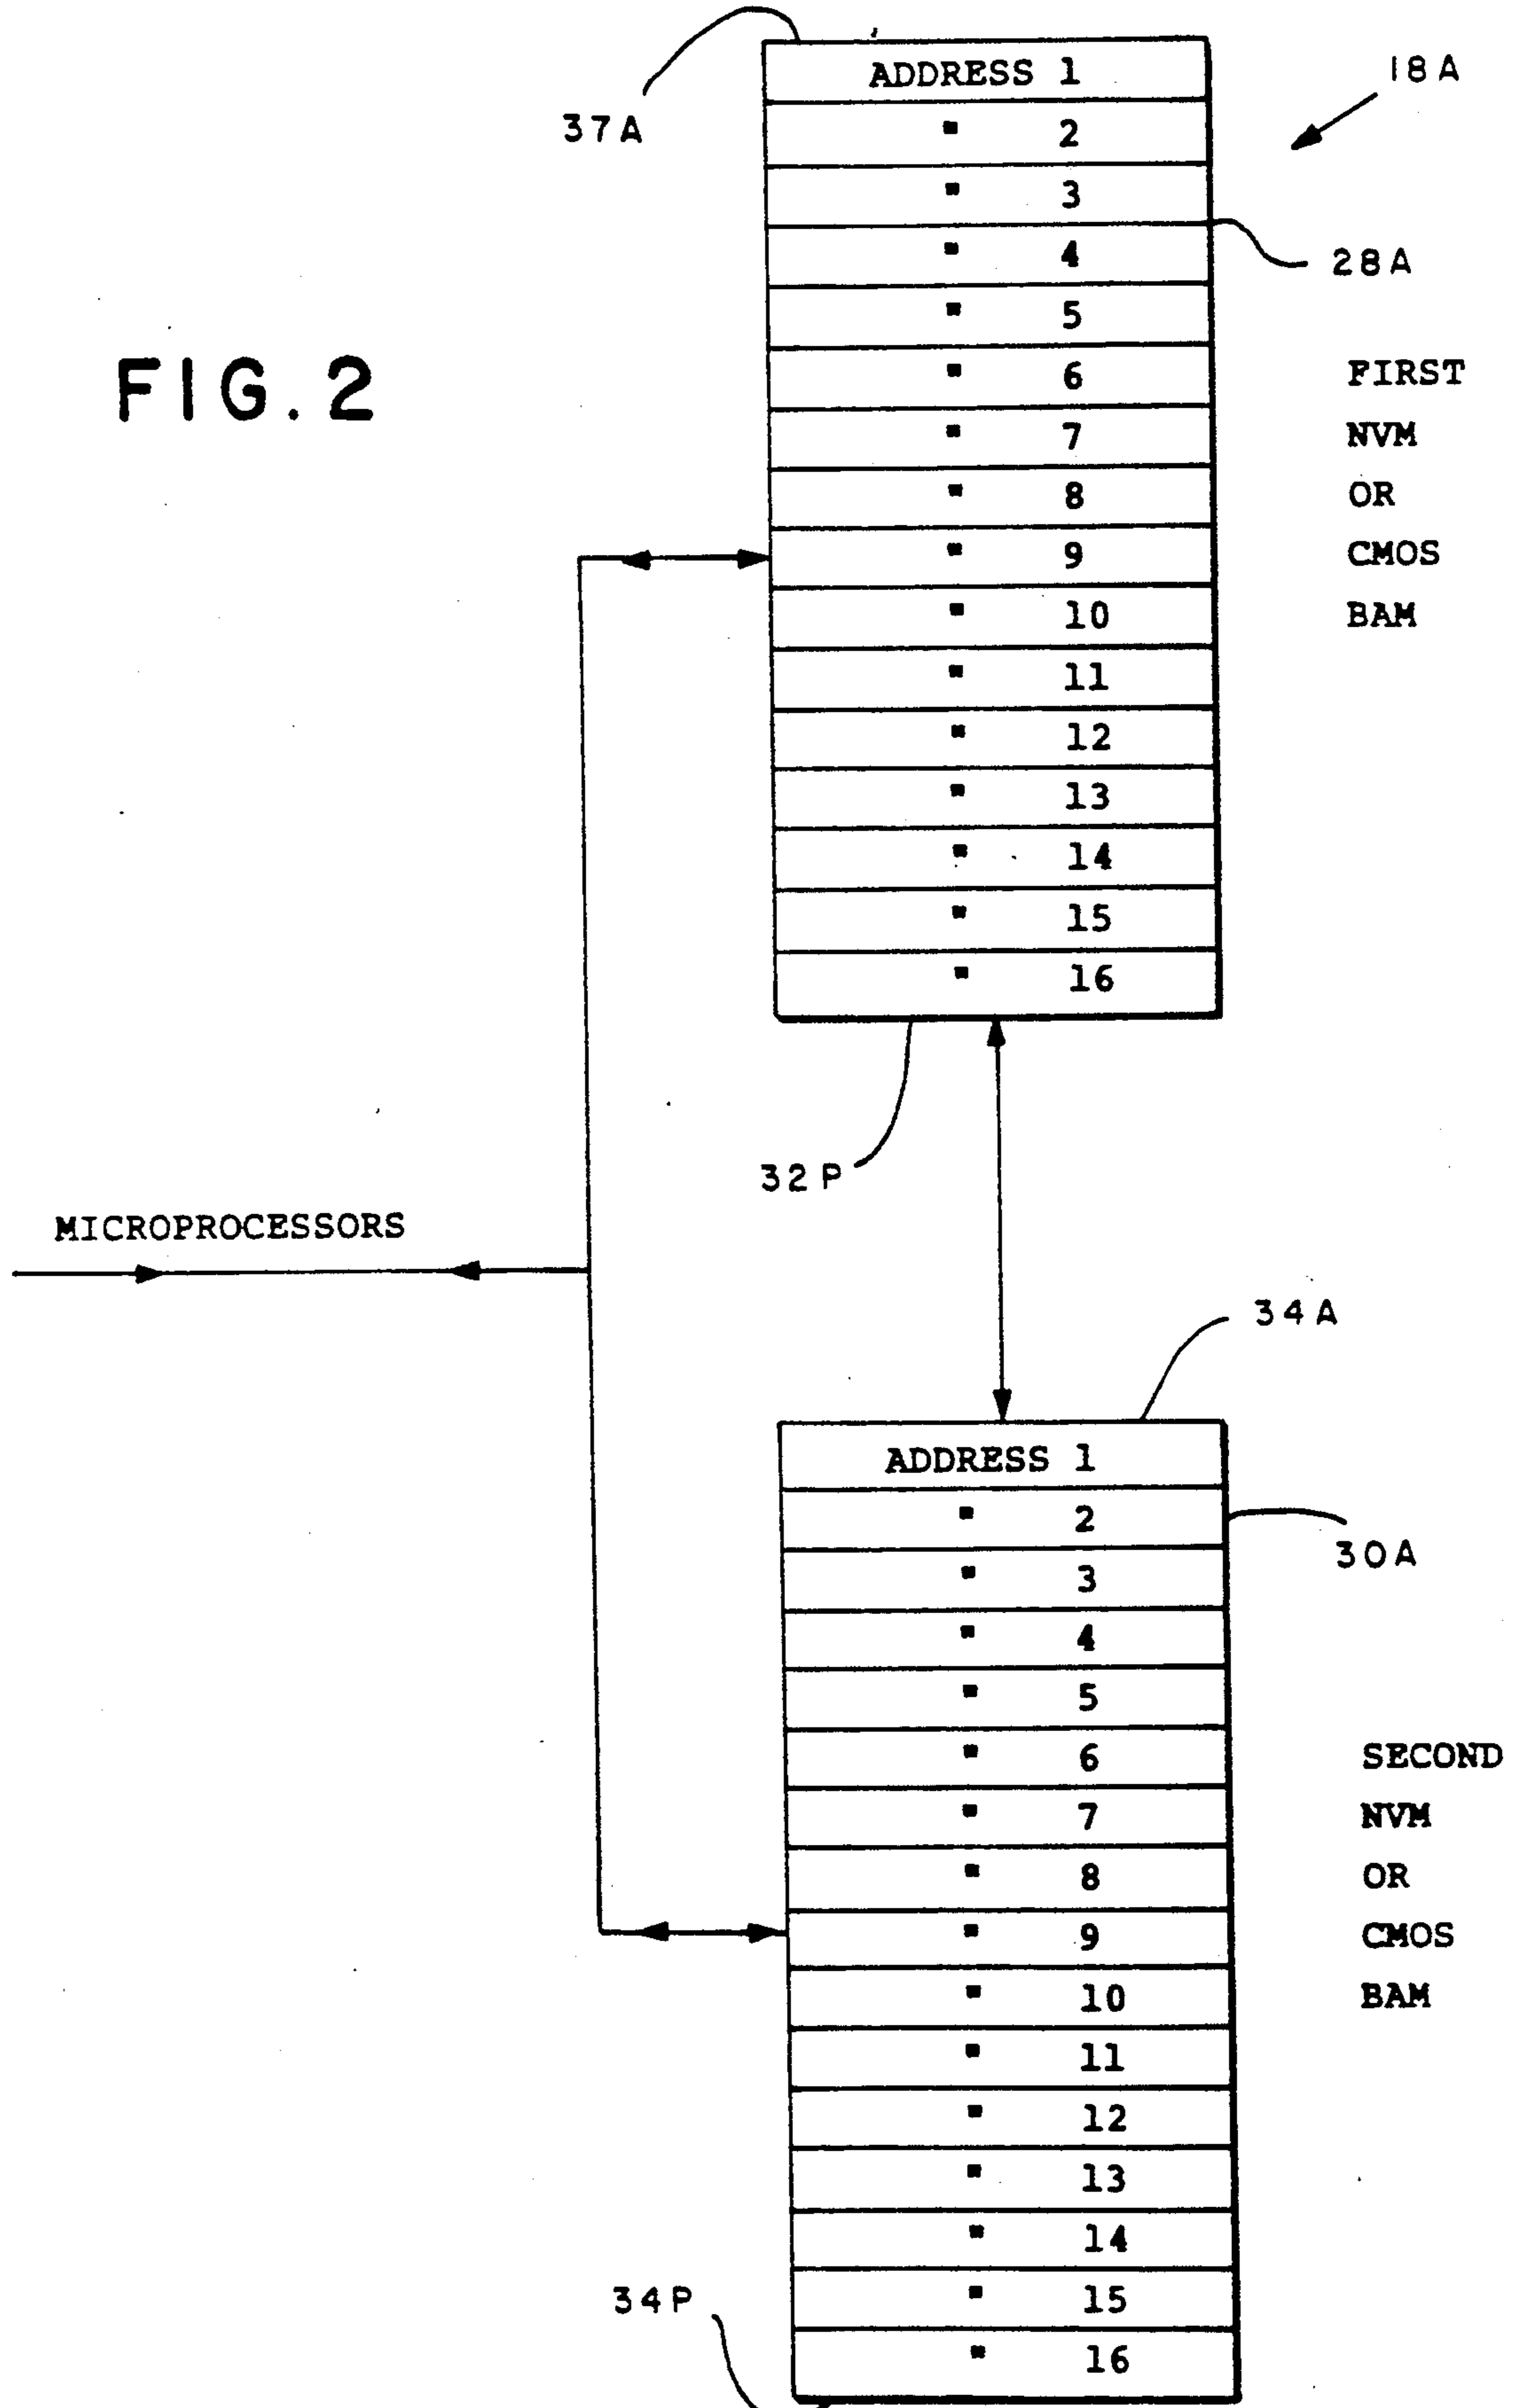 FIG. 2
37A
18A
28A
ADDRESS 1
" 2
" 3
" 4
" 5
" 6
" 7
" 8
" 9
" 10
" 11
" 12
" 13
" 14
" 15
" 16
FIRST
NVM
OR
CMOS
BAM
32P
MICROPROCESSORS
34A
30A
ADDRESS 1
" 2
" 3
" 4
" 5
" 6
" 7
" 8
" 9
" 10
" 11
" 12
" 13
" 14
" 15
" 16
SECOND
NVM
OR
CMOS
BAM
34P